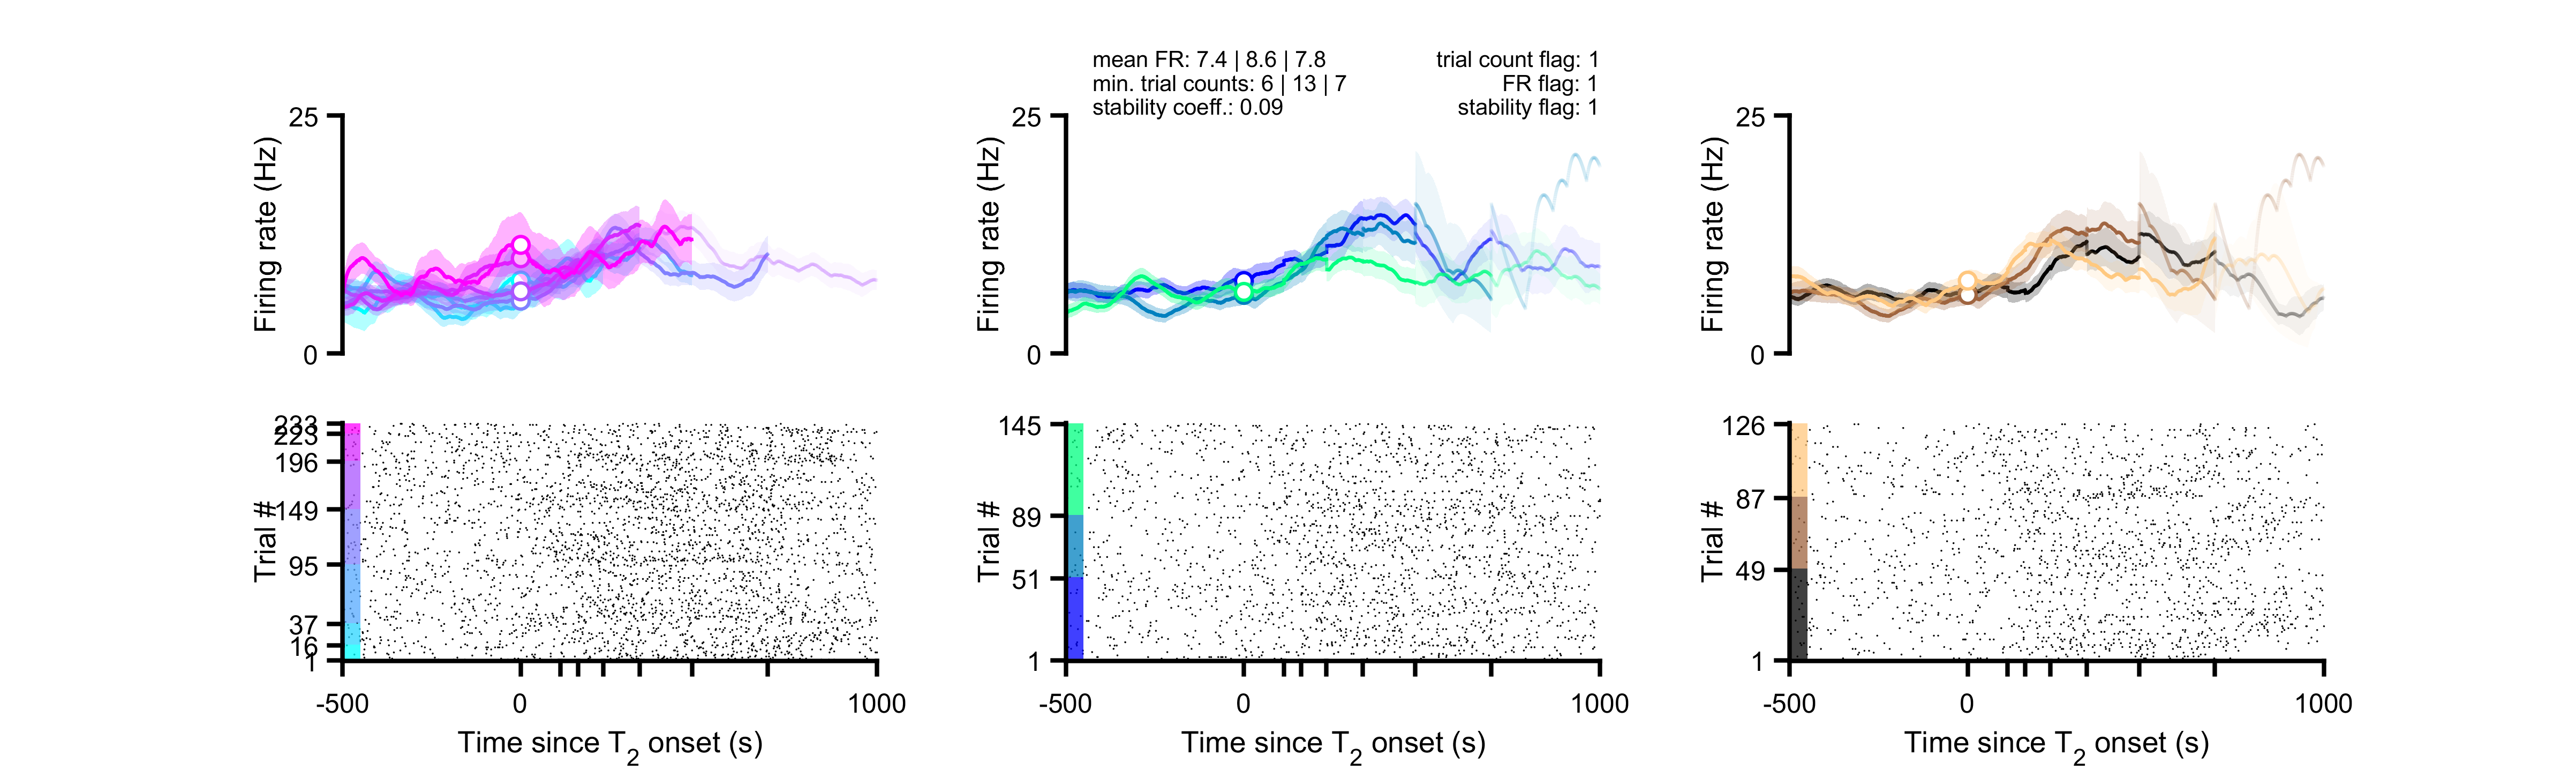 mean FR: 7.4 | 8.6 | 7.8
min. trial counts: 6 | 13 | 7
stability coeff.: 0.09
trial count flag: 1
FR flag: 1
stability flag: 1
25
Firing rate (Hz)
0
25
Firing rate (Hz)
0
25
Firing rate (Hz)
0
233
223
196
149
95
37
16
1
Trial #
-500
0
1000
Time since T2 onset (s)
145
89
51
1
Trial #
-500
0
1000
Time since T2 onset (s)
126
87
49
1
Trial #
-500
0
1000
Time since T2 onset (s)